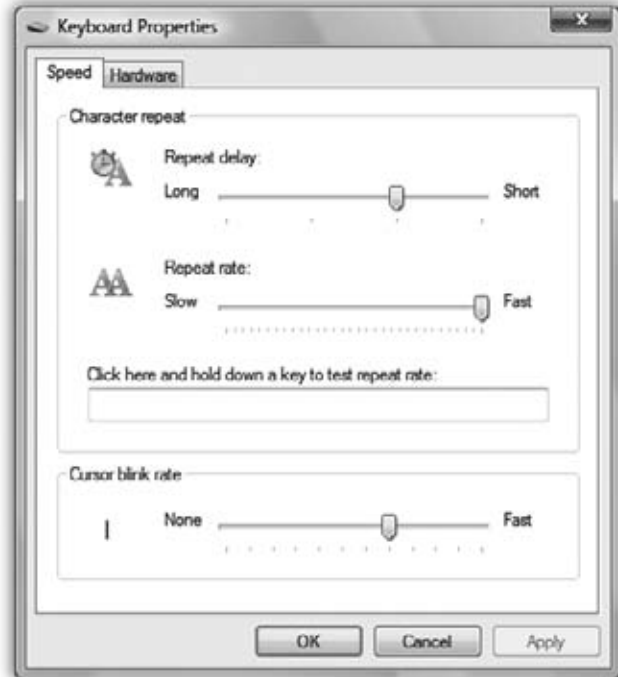 Keyboard Properties
Speed Hardware
Character repeat
Repeat delay:
Long Short
Repeat rate:
Slow Fast
Click here and hold down a key to test repeat rate:
Cursor blink rate
None Fast
OK Cancel Apply